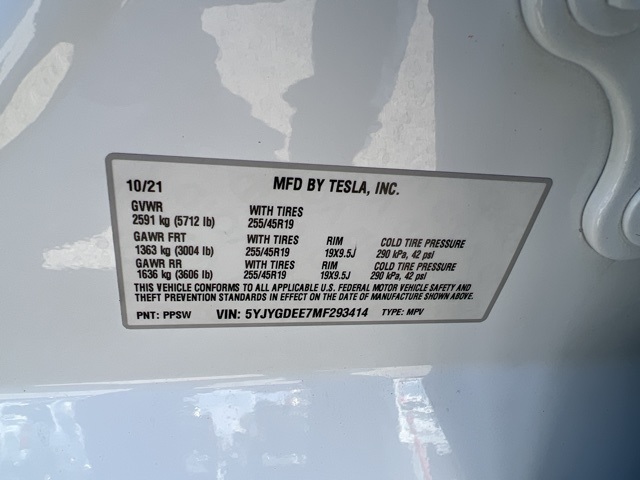 10/21 MFD BY TESLA, INC.
GVWR WITH TIRES
2591 kg (5712 lb) 255/45R19
GAWR FRT WITH TIRES RIM COLD TIRE PRESSURE
1363 kg (3004 lb) 255/45R19 19X9.5J 290 kPa, 42 psi
GAWR RR WITH TIRES RIM COLD TIRE PRESSURE
1636 kg (3606 lb) 255/45R19 19X9.5J 290 kPa, 42 psi
THIS VEHICLE CONFORMS TO ALL APPLICABLE U.S. FEDERAL MOTOR VEHICLE SAFETY AND
THEFT PREVENTION STANDARDS IN EFFECT ON THE DATE OF MANUFACTURE SHOWN ABOVE.
PNT: PPSW VIN: 5YJYGDEE7MF293414 TYPE: MPV